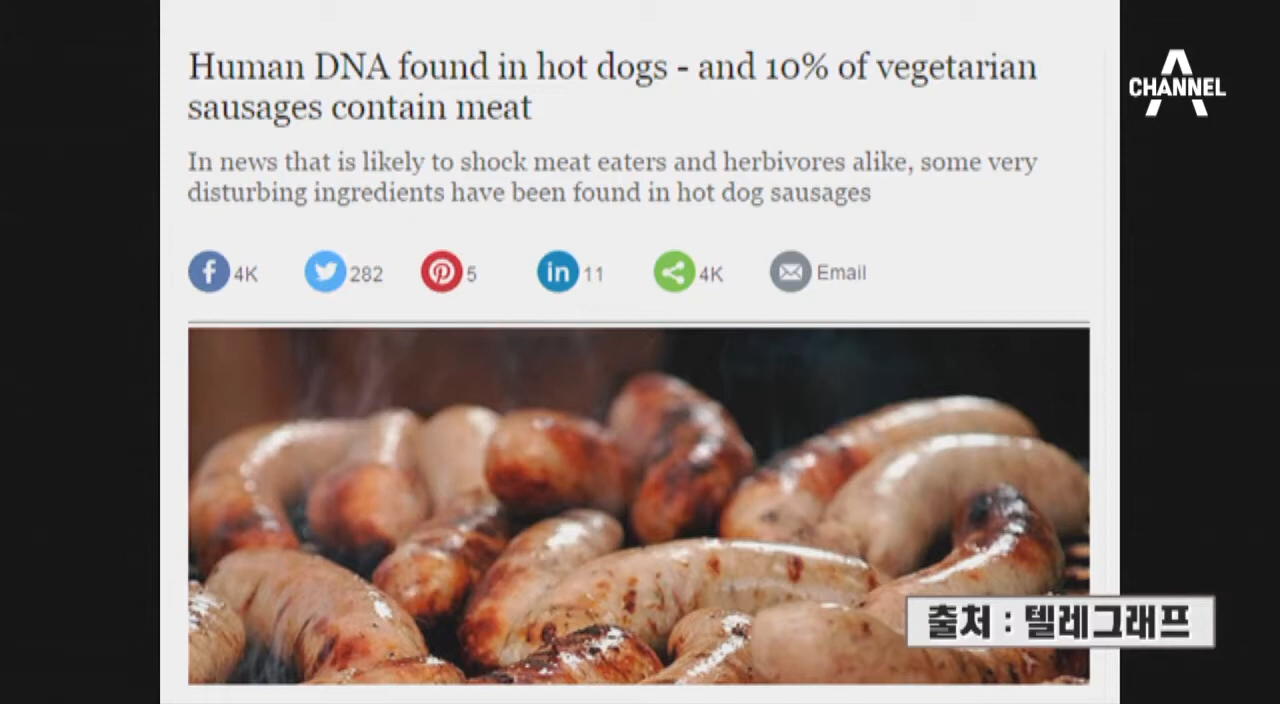 Human DNA found in hot dogs - and 10% of vegetarian
sausages contain meat
In news that is likely to shock meat eaters and herbivores alike, some very
disturbing ingredients have been found in hot dog sausages
4K
282
5
in 11
4K
Email
CHANNEL A
출처 : 텔레그래프